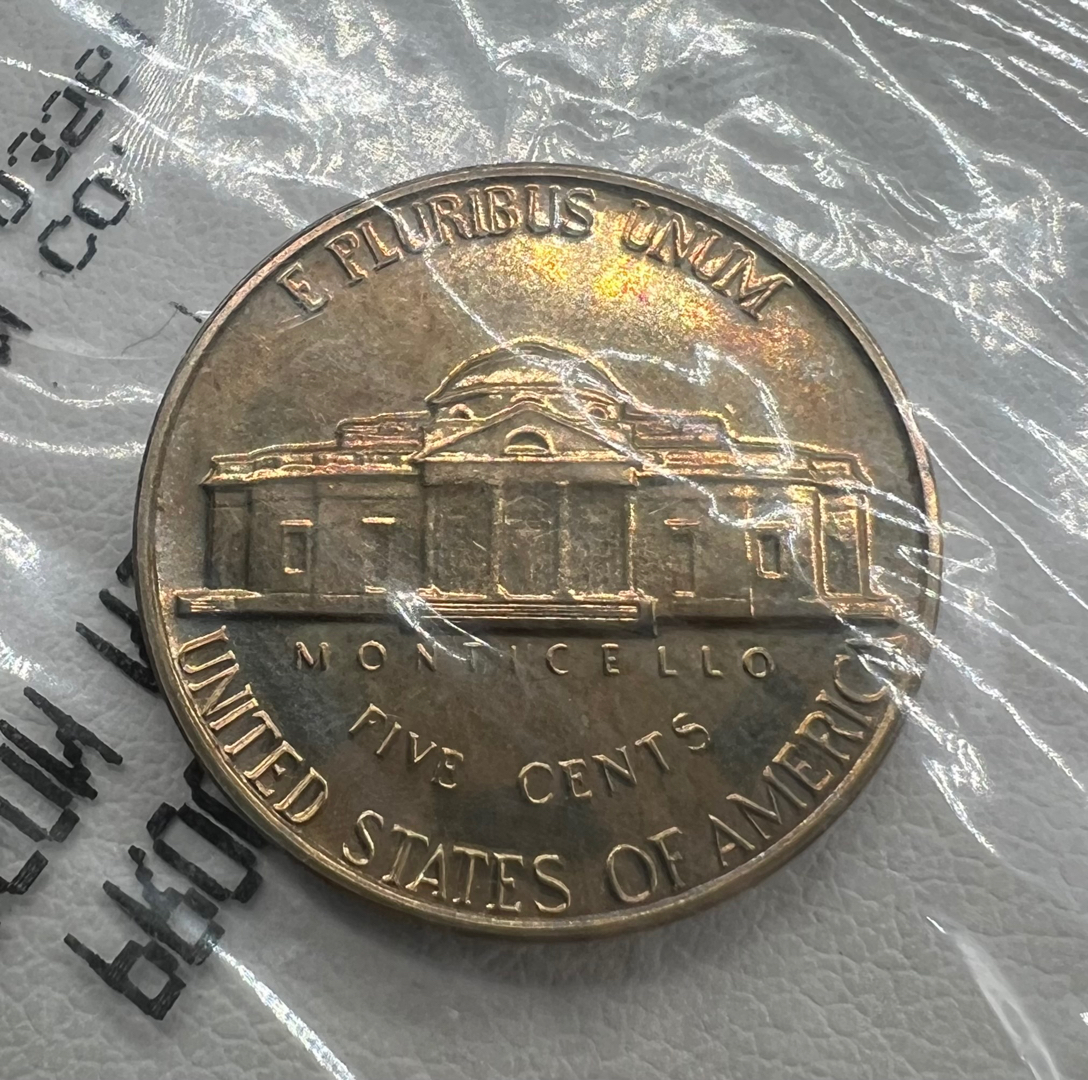 E PLURIBUS UNUM
MONTICELLO
FIVE CENTS
UNITED STATES OF AMERICA